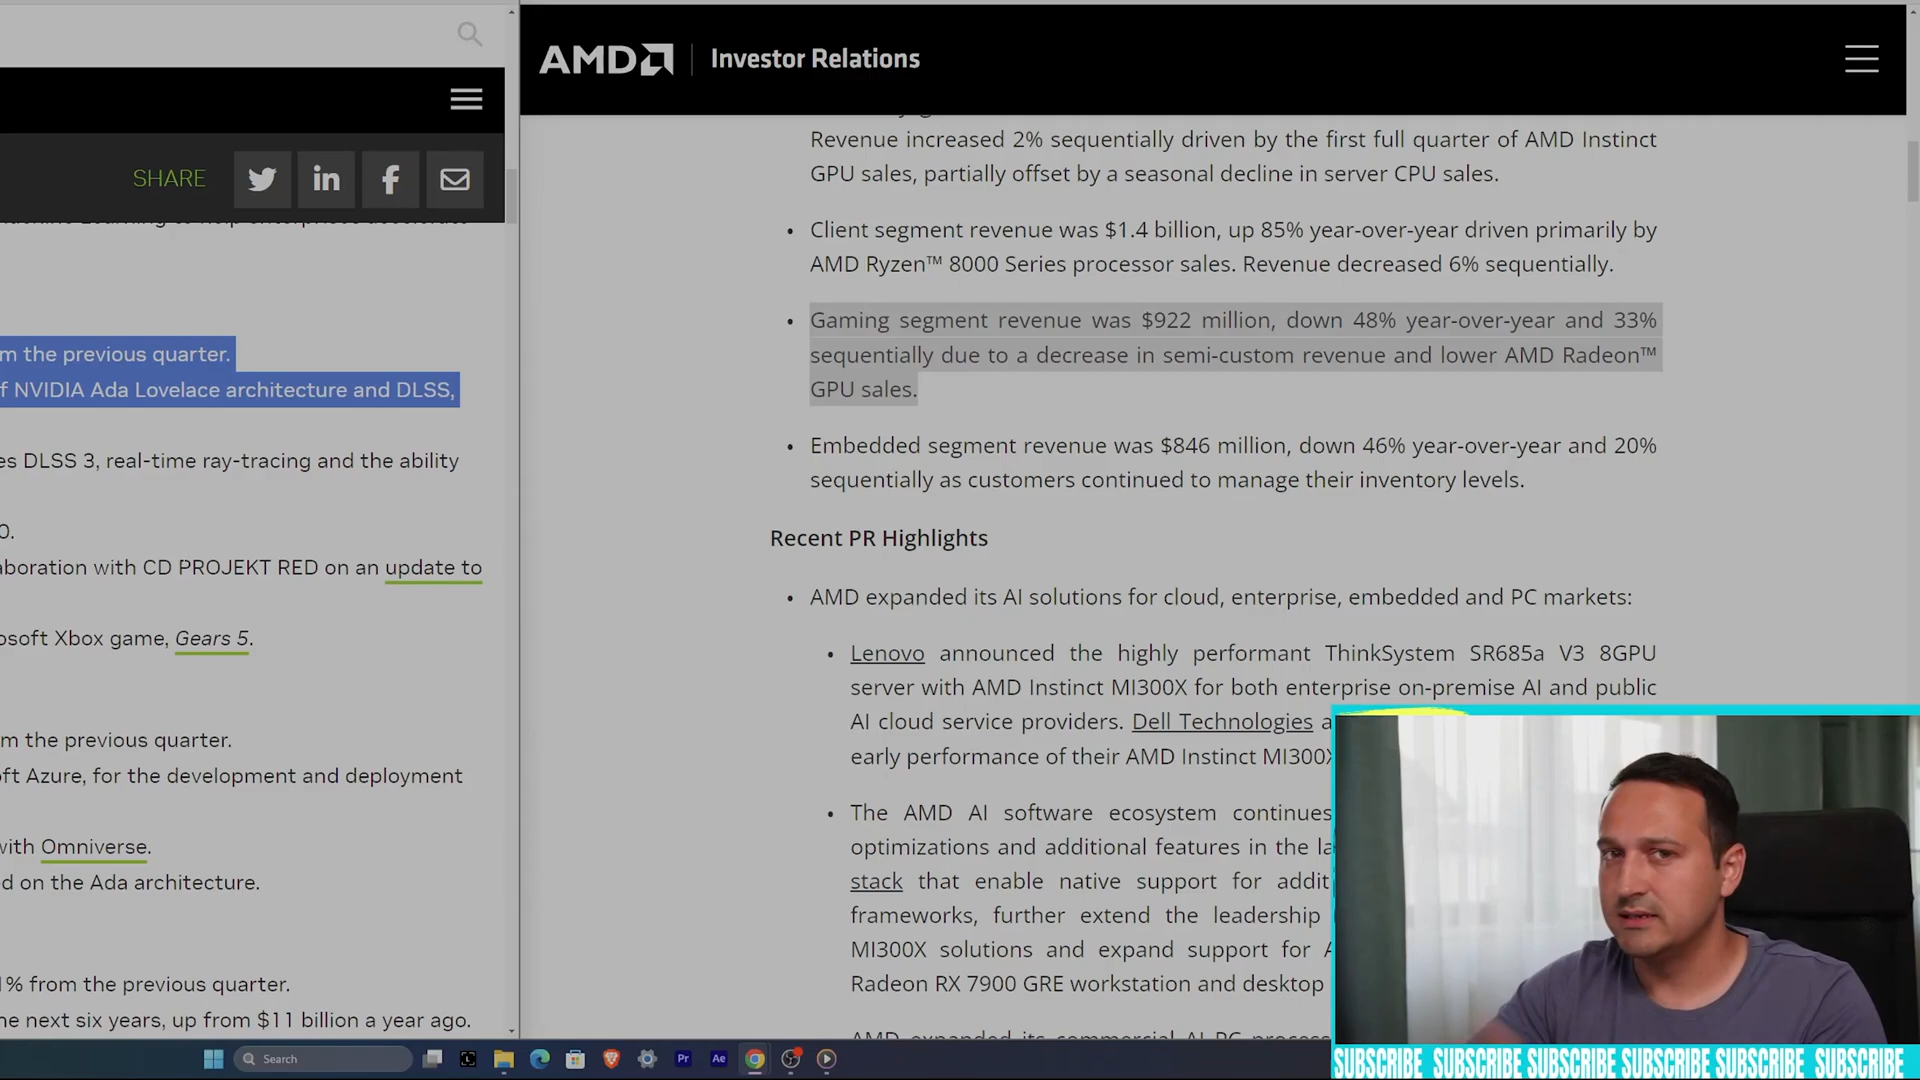 SHARE
m the previous quarter.
f NVIDIA Ada Lovelace architecture and DLSS,
es DLSS 3, real-time ray-tracing and the ability
0.
aboration with CD PROJEKT RED on an update to
osoft Xbox game, Gears 5.
m the previous quarter.
ft Azure, for the development and deployment
with Omniverse.
d on the Ada architecture.
1% from the previous quarter.
ne next six years, up from $11 billion a year ago.
AMD
Investor Relations
Revenue increased 2% sequentially driven by the first full quarter of AMD Instinct
GPU sales, partially offset by a seasonal decline in server CPU sales.
• Client segment revenue was $1.4 billion, up 85% year-over-year driven primarily by
AMD Ryzen™ 8000 Series processor sales. Revenue decreased 6% sequentially.
• Gaming segment revenue was $922 million, down 48% year-over-year and 33%
sequentially due to a decrease in semi-custom revenue and lower AMD Radeon™
GPU sales.
• Embedded segment revenue was $846 million, down 46% year-over-year and 20%
sequentially as customers continued to manage their inventory levels.
Recent PR Highlights
• AMD expanded its AI solutions for cloud, enterprise, embedded and PC markets:
• Lenovo announced the highly performant ThinkSystem SR685a V3 8GPU
server with AMD Instinct MI300X for both enterprise on-premise AI and public
AI cloud service providers. Dell Technologies a
early performance of their AMD Instinct MI300X
• The AMD AI software ecosystem continues
optimizations and additional features in the la
stack that enable native support for addit
frameworks, further extend the leadership
MI300X solutions and expand support for A
Radeon RX 7900 GRE workstation and desktop
AMD expanded its commercial AI PC
Search
Pr
Ae
SUBSCRIBE SUBSCRIBE SUBSCRIBE SUBSCRIBE SUBSCRIBE SUBSCRIBE